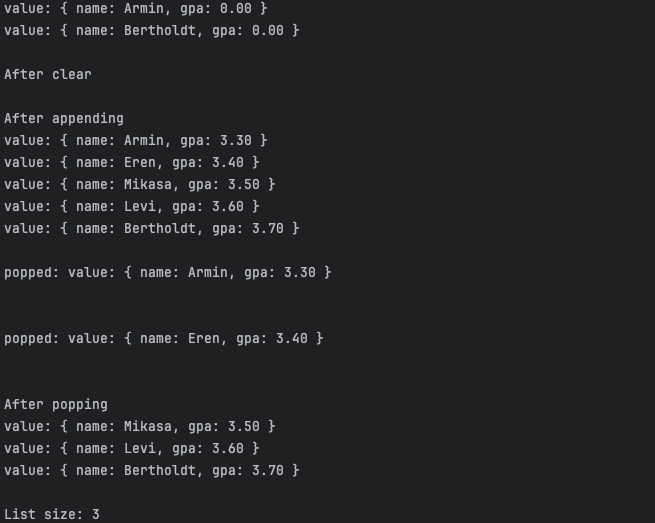 value: { name: Armin, gpa: 0.00 }
value: { name: Bertholdt, gpa: 0.00 }
After clear
After appending
value: { name: Armin, gpa: 3.30 }
value: { name: Eren, gpa: 3.40 }
value: { name: Mikasa, gpa: 3.50 }
value: { name: Levi, gpa: 3.60 }
value: { name: Bertholdt, gpa: 3.70 }
popped: value: { name: Armin, gpa: 3.30 }
popped: value: { name: Eren, gpa: 3.40 }
After popping
value: { name: Mikasa, gpa: 3.50 }
value: { name: Levi, gpa: 3.60 }
value: { name: Bertholdt, gpa: 3.70 }
List size: 3